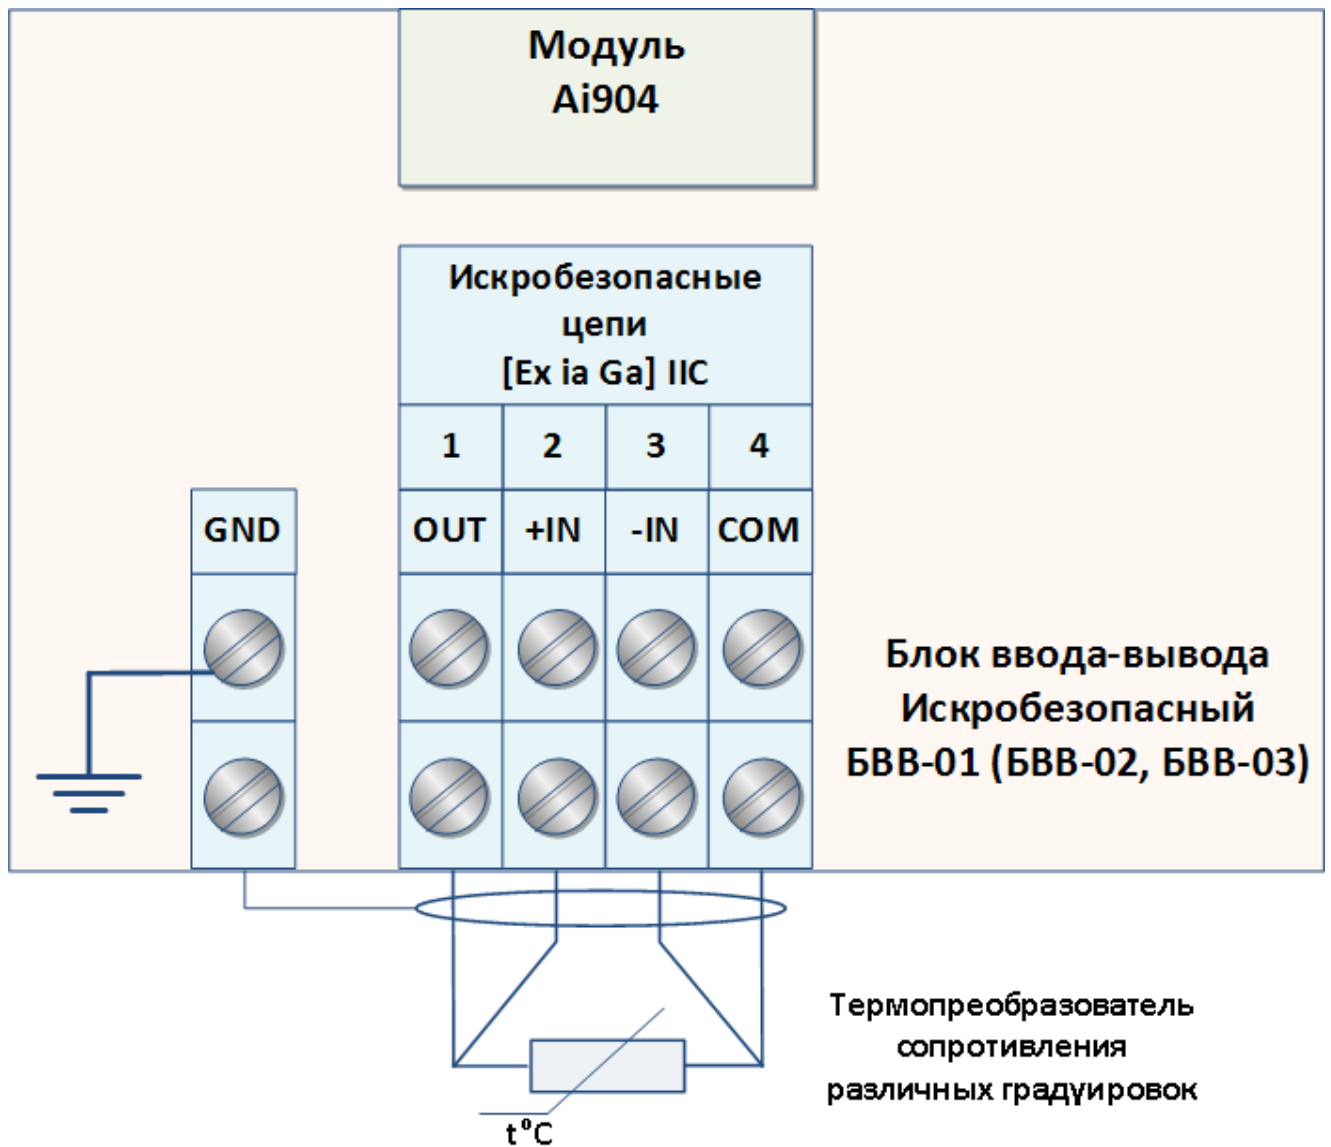 Модуль
Ai904
Искробезопасные
цепи
[Ex ia Ga] IIC
1 2 3 4
GND OUT +IN -IN COM
Блок ввода-вывода
Искробезопасный
БВВ-01 (БВВ-02, БВВ-03)
Термопреобразователь
сопротивления
различных градуировок
t°C